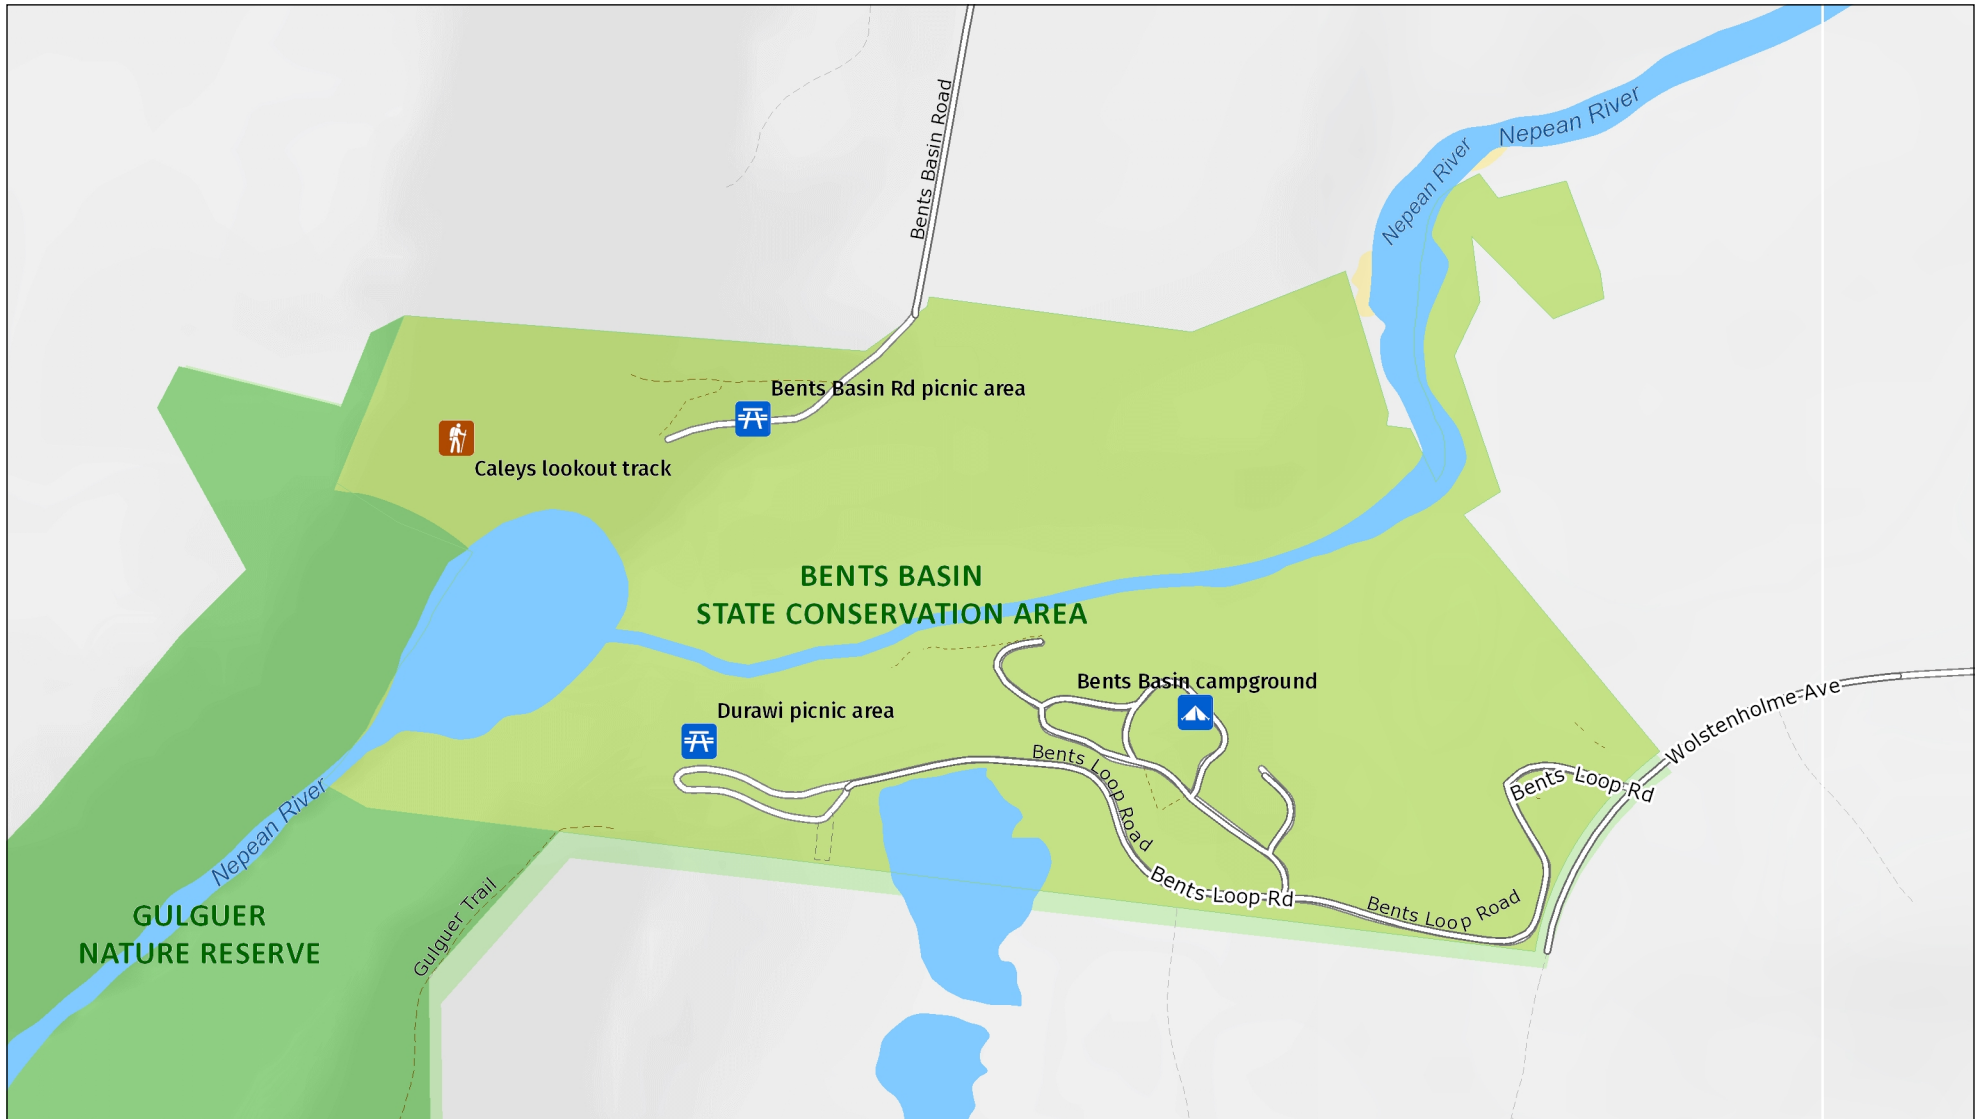 Bents Basin Road
Nepean River
Nepean River
Bents Basin Rd picnic area
Caleys lookout track
BENTS BASIN
STATE CONSERVATION AREA
Bents Basin campground
Durawi picnic area
Wolstenholme Ave
Bents Loop Road
Bents Loop Rd
Nepean River
Bents Loop Rd
Bents Loop Road
Gulguer Trail
GULGUER
NATURE RESERVE